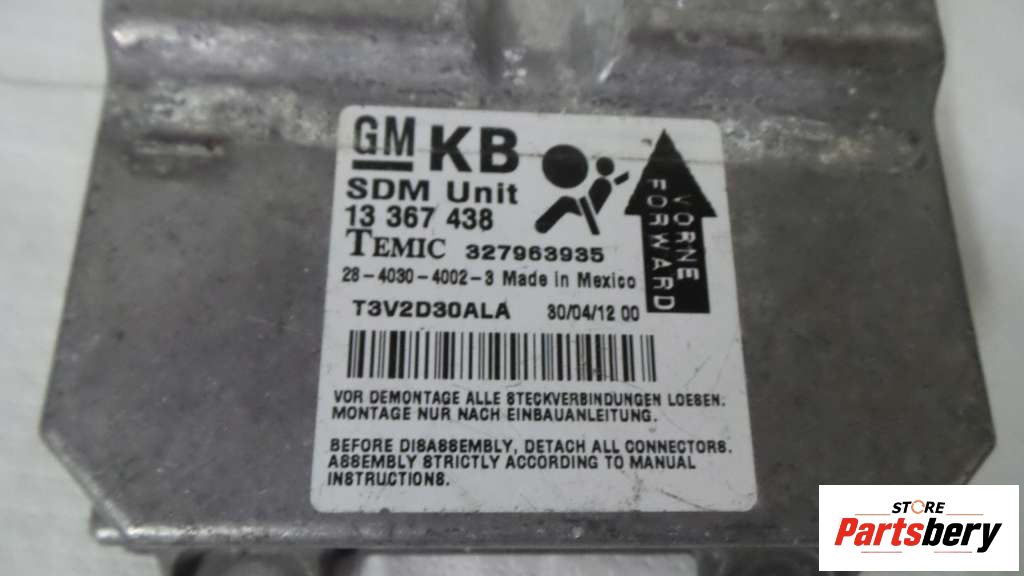 GM KB
SDM Unit
13 367 438
TEMIC 327963935
28-4030-4002-3 Made in Mexico
T3V2D30ALA 30/04/12 00
VORNE
FORWARD
VOR DEMONTAGE ALLE STECKVERBINDUNGEN LOESEN.
MONTAGE NUR NACH EINBAUANLEITUNG.
BEFORE DISASSEMBLY, DETACH ALL CONNECTORS.
ASSEMBLY STRICTLY ACCORDING TO MANUAL
INSTRUCTIONS.
STORE
Partsbery